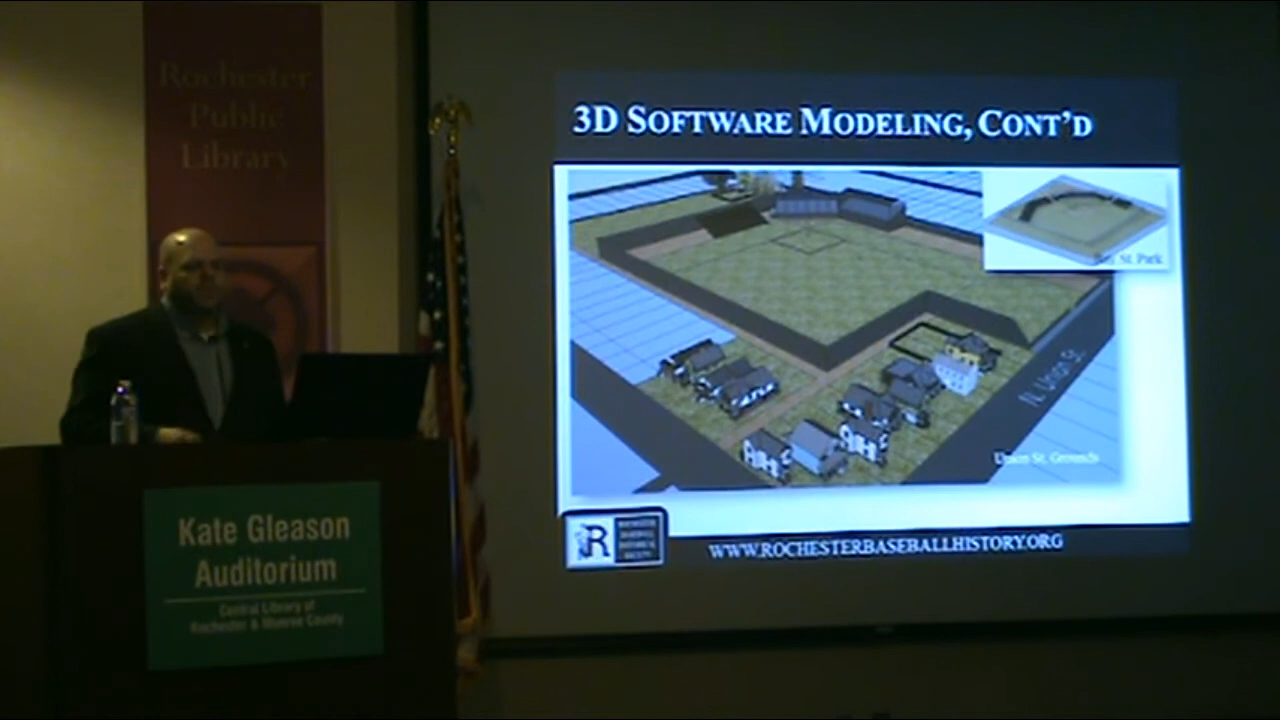 Rochester
Public
Library
3D SOFTWARE MODELING, CONT'D
St. Park
N. Union St.
Union St. Grounds
R
WWW.ROCHESTERBASEBALLHISTORY.ORG
Kate Gleason
Auditorium
Central Library of
Rochester & Monroe County